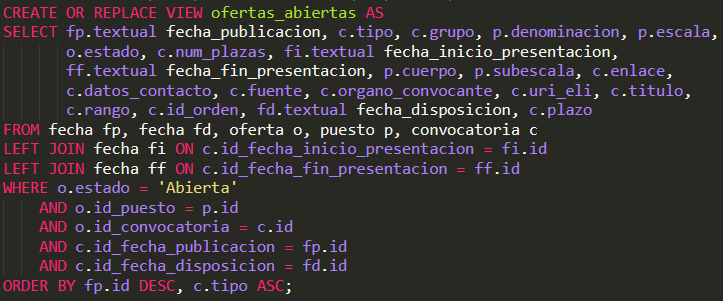 CREATE OR REPLACE VIEW ofertas_abiertas AS
SELECT fp.textual fecha_publicacion, c.tipo, c.grupo, p.denominacion, p.escala,
o.estado, c.num_plazas, fi.textual fecha_inicio_presentacion,
ff.textual fecha_fin_presentacion, p.cuerpo, p.subescala, c.enlace,
c.datos_contacto, c.fuente, c.organo_convocante, c.uri_eli, c.titulo,
c.rango, c.id_orden, fd.textual fecha_disposicion, c.plazo
FROM fecha fp, fecha fd, oferta o, puesto p, convocatoria c
LEFT JOIN fecha fi ON c.id_fecha_inicio_presentacion = fi.id
LEFT JOIN fecha ff ON c.id_fecha_fin_presentacion = ff.id
WHERE o.estado = 'Abierta'
AND o.id_puesto = p.id
AND o.id_convocatoria = c.id
AND c.id_fecha_publicacion = fp.id
AND c.id_fecha_disposicion = fd.id
ORDER BY fp.id DESC, c.tipo ASC;